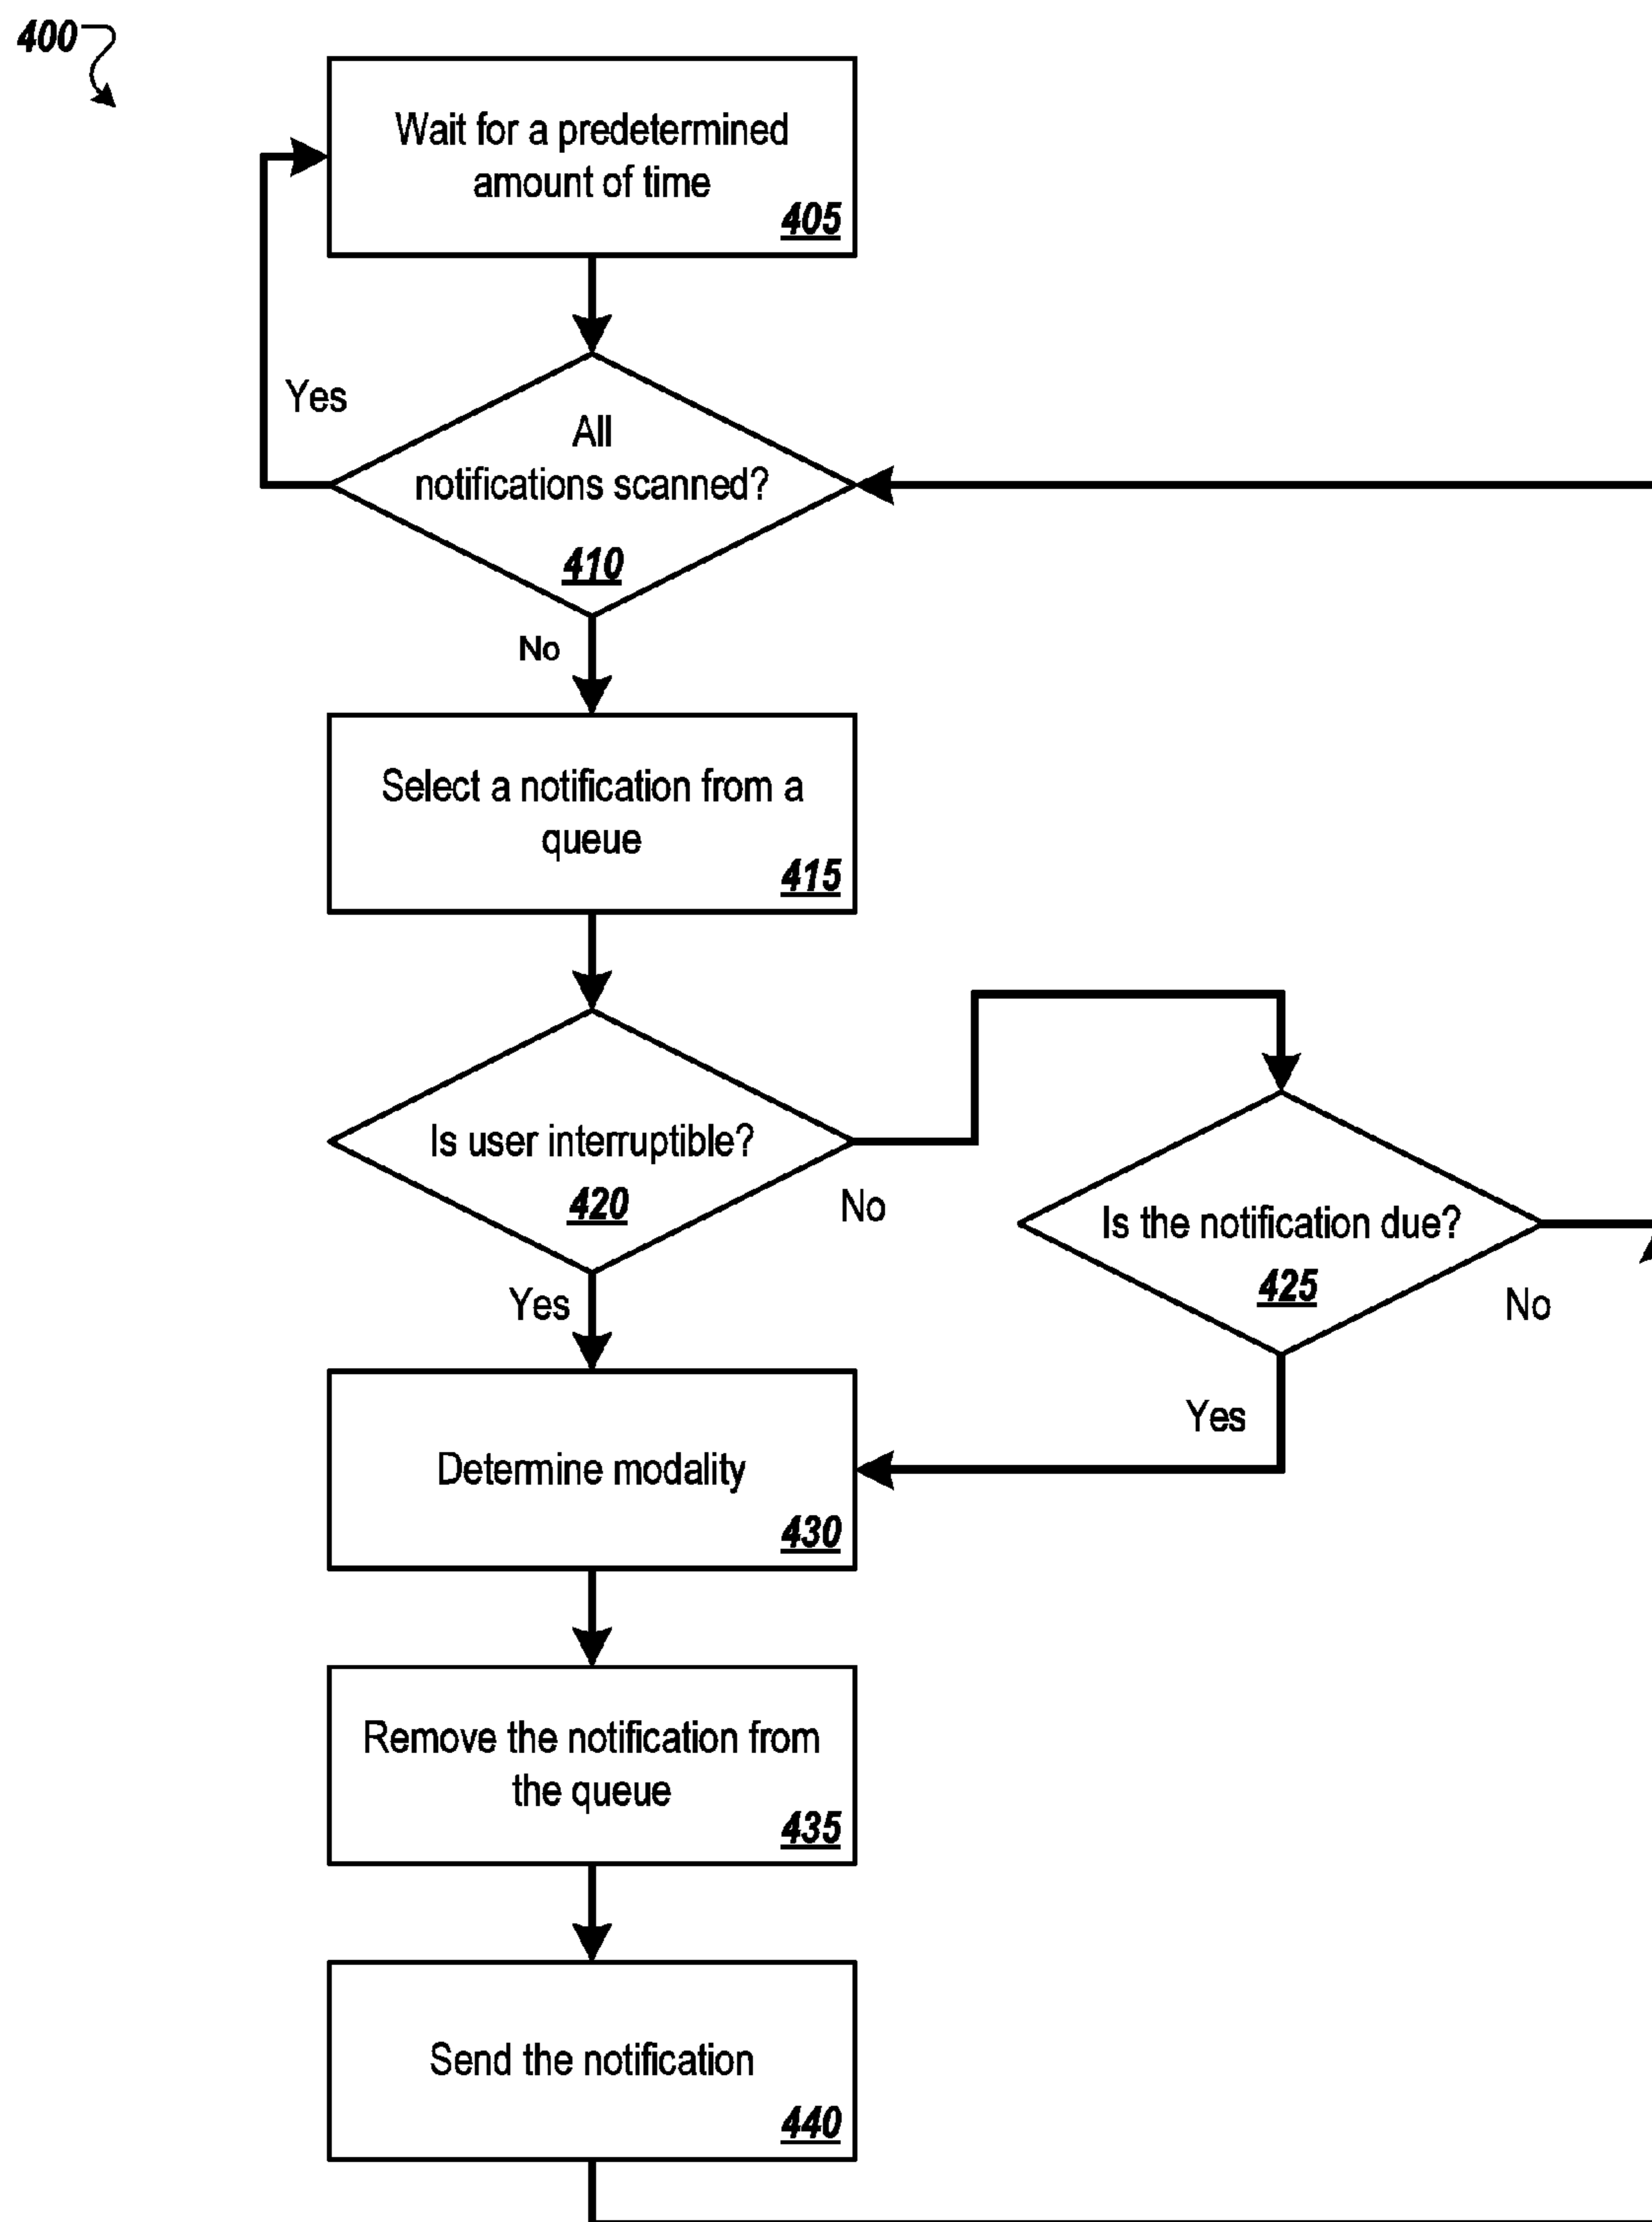 400
Wait for a predetermined
amount of time
405
Yes
All
notifications scanned?
410
No
Select a notification from a
queue
415
Is user interruptible?
420
No
Is the notification due?
425
No
Yes
Yes
Determine modality
430
Remove the notification from
the queue
435
Send the notification
440